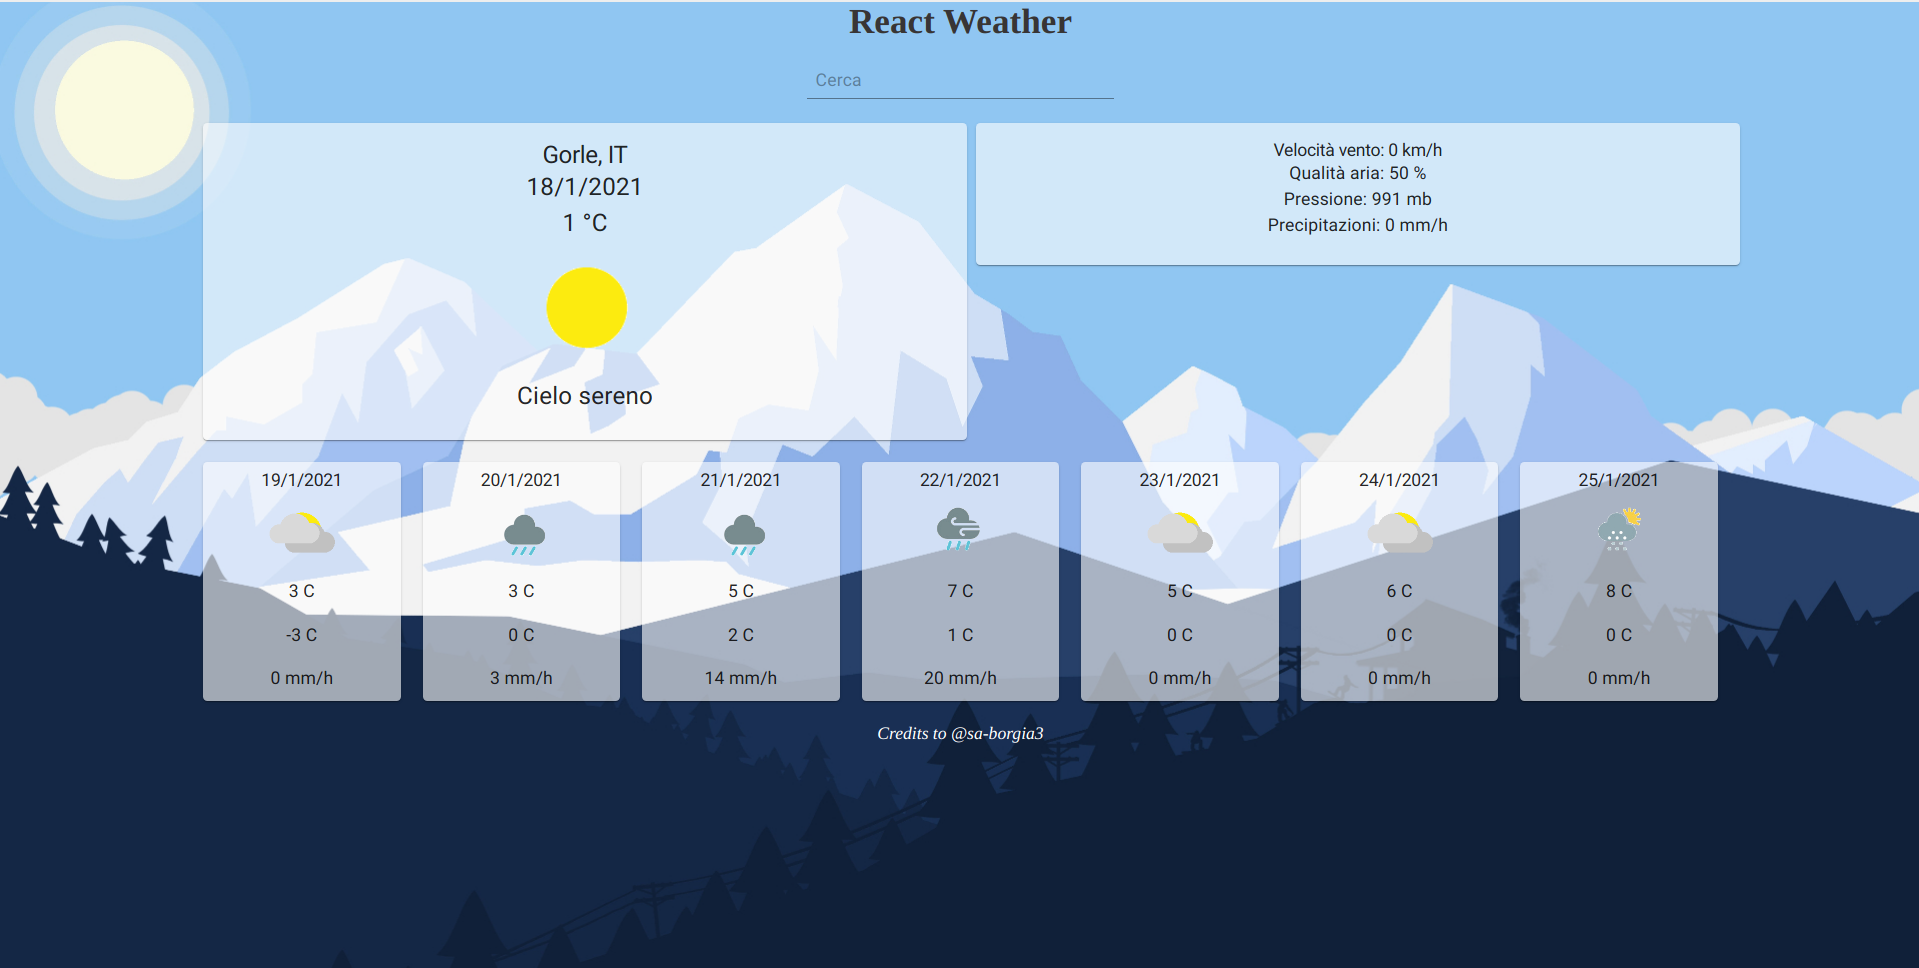 React Weather
Cerca
Gorle, IT
18/1/2021
1 °C
Cielo sereno
Velocità vento: 0 km/h
Qualità aria: 50 %
Pressione: 991 mb
Precipitazioni: 0 mm/h
19/1/2021
3 C
-3 C
0 mm/h
20/1/2021
3 C
0 C
3 mm/h
21/1/2021
5 C
2 C
14 mm/h
22/1/2021
7 C
1 C
20 mm/h
23/1/2021
5 C
0 C
0 mm/h
24/1/2021
6 C
0 C
0 mm/h
25/1/2021
8 C
0 C
0 mm/h
Credits to @sa-borgia3